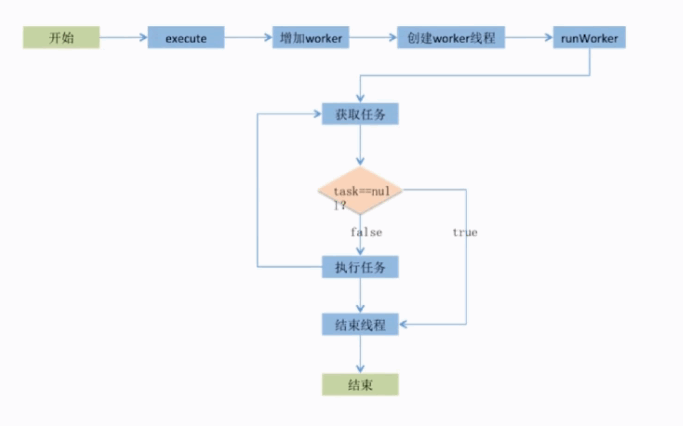 开始
execute
增加worker
创建worker线程
runWorker
获取任务
task==nul
l?
false
true
执行任务
结束线程
结束